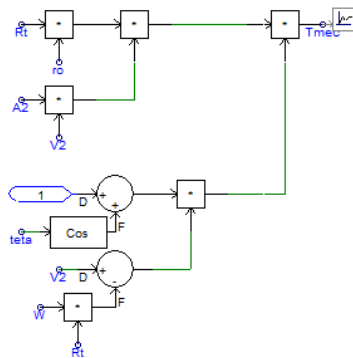 Rt * * * Tmec
ro
A2 *
V2
1 D + + *
teta Cos F
V2 D + -
W * F
Rt